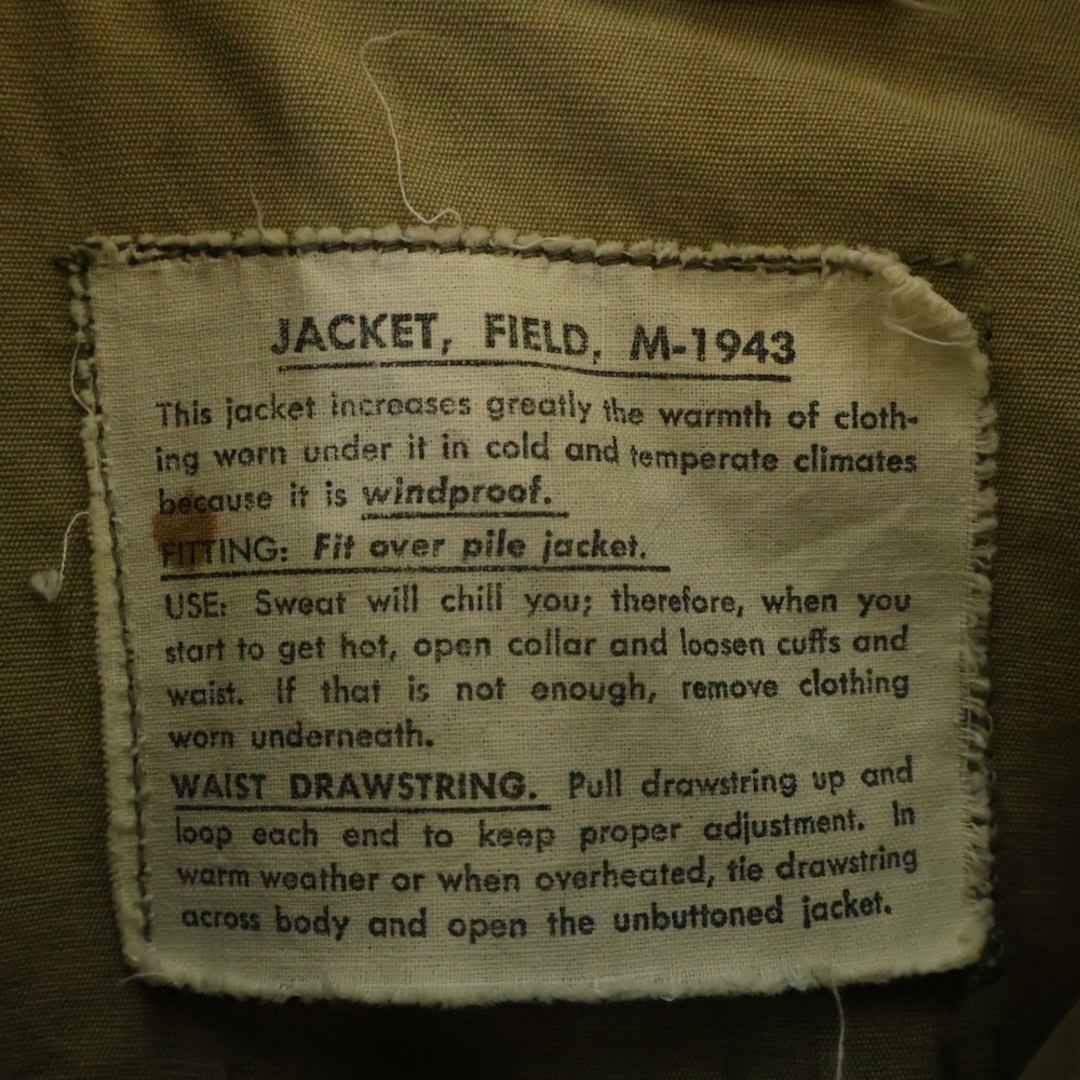 JACKET, FIELD, M-1943
This jacket increases greatly the warmth of cloth-
ing worn under it in cold and temperate climates
because it is windproof.
FITTING: Fit over pile jacket.
USE: Sweat will chill you; therefore, when you
start to get hot, open collar and loosen cuffs and
waist. If that is not enough, remove clothing
worn underneath.
WAIST DRAWSTRING. Pull drawstring up and
loop each end to keep proper adjustment. In
warm weather or when overheated, tie drawstring
across body and open the unbuttoned jacket.